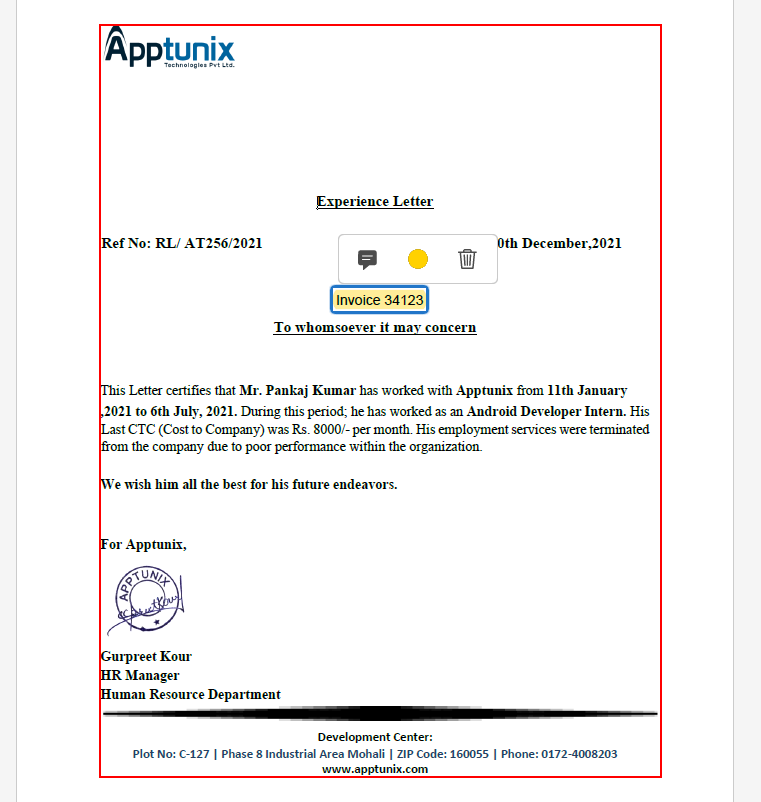 Apptunix
Technologies Pvt Ltd.
Experience Letter
Ref No: RL/ AT256/2021 0th December,2021
Invoice 34123
To whomsoever it may concern
This Letter certifies that Mr. Pankaj Kumar has worked with Apptunix from 11th January
,2021 to 6th July, 2021. During this period; he has worked as an Android Developer Intern. His
Last CTC (Cost to Company) was Rs. 8000/- per month. His employment services were terminated
from the company due to poor performance within the organization.
We wish him all the best for his future endeavors.
For Apptunix,
APPTUNIX
Gurpreet Kour
HR Manager
Human Resource Department
Development Center:
Plot No: C-127 | Phase 8 Industrial Area Mohali | ZIP Code: 160055 | Phone: 0172-4008203
www.apptunix.com